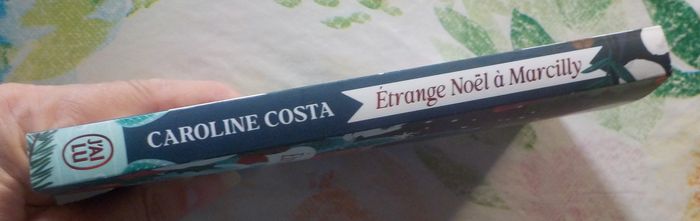 J'AI
LU
CAROLINE COSTA
Étrange Noël à Marcilly